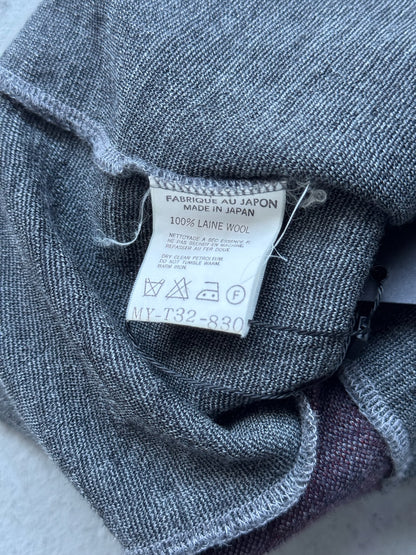 FABRIQUE AU JAPON
MADE IN JAPAN
100% LAINE WOOL
NETTOYAGE A SEC ESSENCE F.
NE PAS SECHER EN MACHINE
REPASSER AU FER DOUX
DRY CLEAN PETROLEUM.
DO NOT TUMBLE WARM.
WARM IRON.
F
MY-T32-830